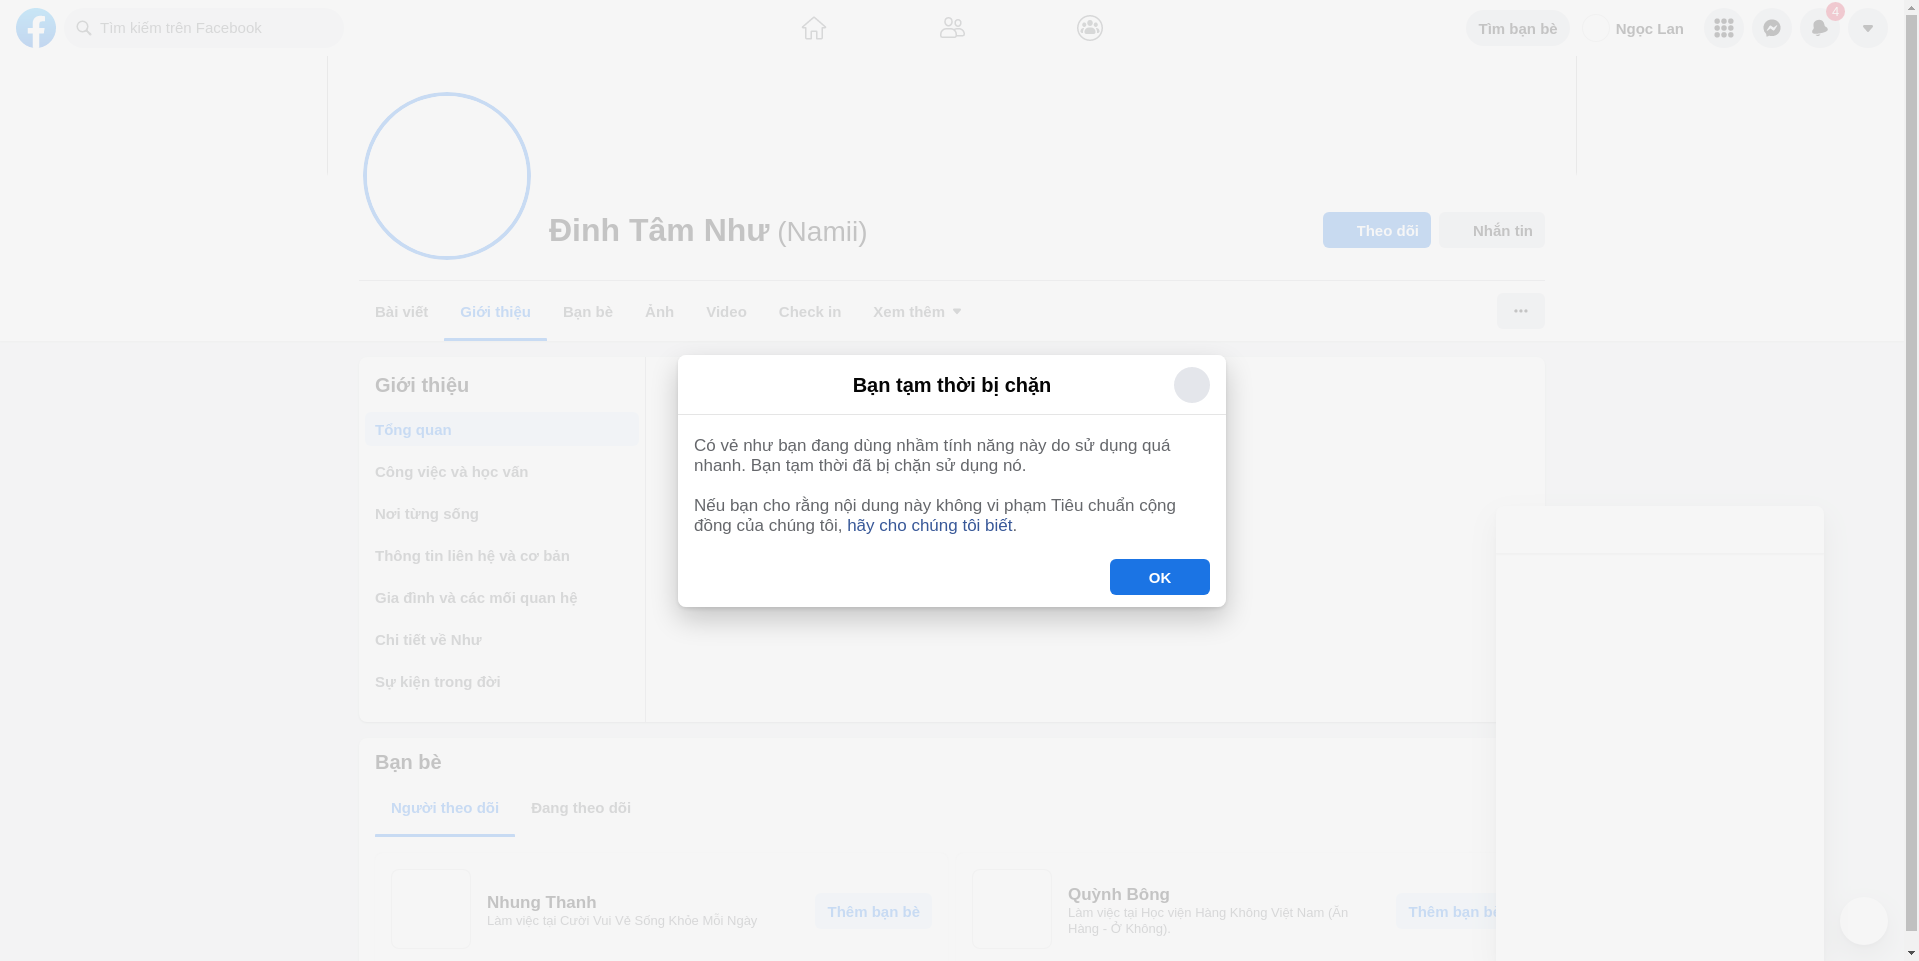 Tìm kiếm trên Facebook
Tìm bạn bè
Ngọc Lan
4
Đinh Tâm Như (Namii)
Theo dõi
Nhắn tin
Bài viết
Giới thiệu
Bạn bè
Ảnh
Video
Check in
Xem thêm
Giới thiệu
Tổng quan
Công việc và học vấn
Nơi từng sống
Thông tin liên hệ và cơ bản
Gia đình và các mối quan hệ
Chi tiết về Như
Sự kiện trong đời
Bạn tạm thời bị chặn
Có vẻ như bạn đang dùng nhầm tính năng này do sử dụng quá
nhanh. Bạn tạm thời đã bị chặn sử dụng nó.
Nếu bạn cho rằng nội dung này không vi phạm Tiêu chuẩn cộng
đồng của chúng tôi, hãy cho chúng tôi biết.
OK
Bạn bè
Người theo dõi
Đang theo dõi
Nhung Thanh
Làm việc tại Cười Vui Vẻ Sống Khỏe Mỗi Ngày
Thêm bạn bè
Quỳnh Bông
Làm việc tại Học viên Hàng Không Việt Nam (Ăn
Hàng - Ở Không).
Thêm bạn bè